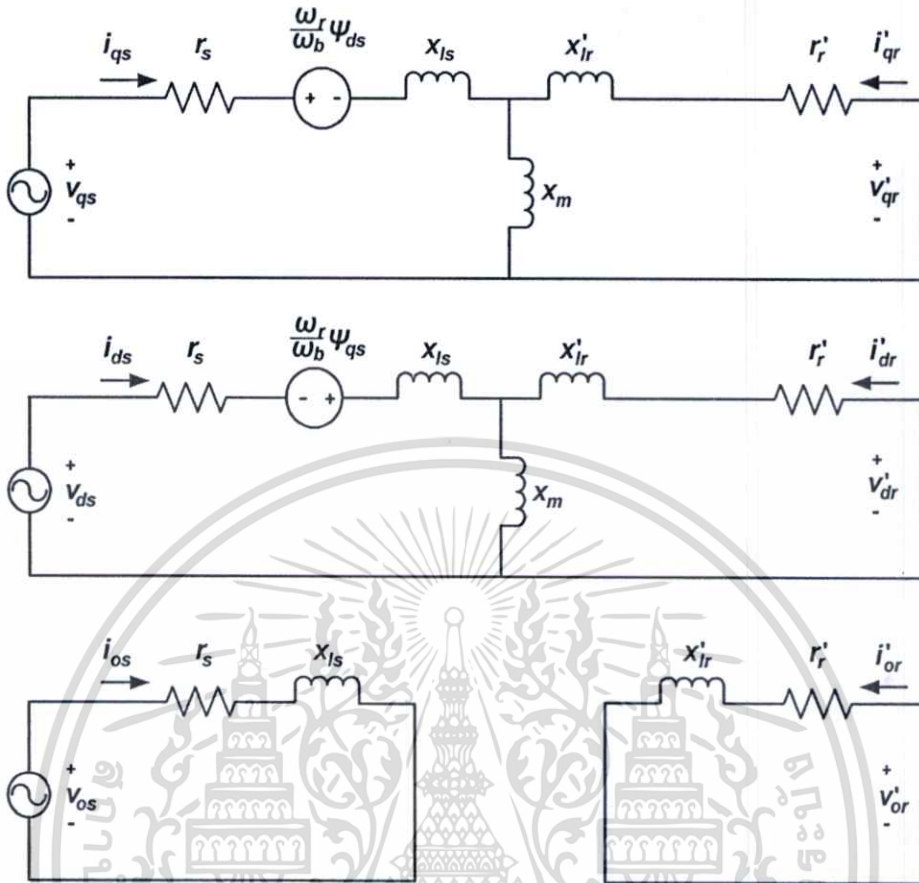 i_qs r_s ω_r/ω_b ψ_ds x_ls x'_lr r'_r i'_qr
+ v_qs - x_m + v'_qr -
i_ds r_s ω_r/ω_b ψ_qs x_ls x'_lr r'_r i'_dr
+ v_ds - x_m + v'_dr -
i_os r_s x_ls x'_lr r'_r i'_or
+ v_os - + v'_or -